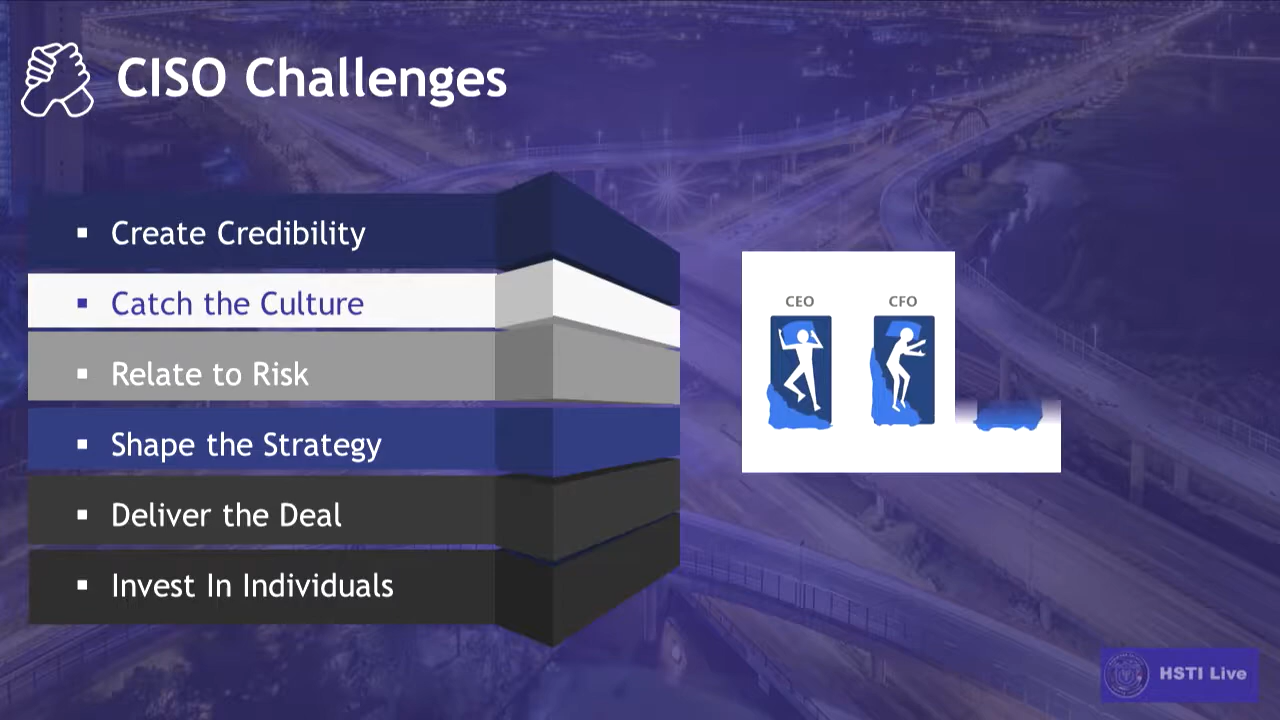 CISO Challenges
▪ Create Credibility
▪ Catch the Culture
▪ Relate to Risk
▪ Shape the Strategy
▪ Deliver the Deal
▪ Invest In Individuals
CEO CFO
HSTI Live